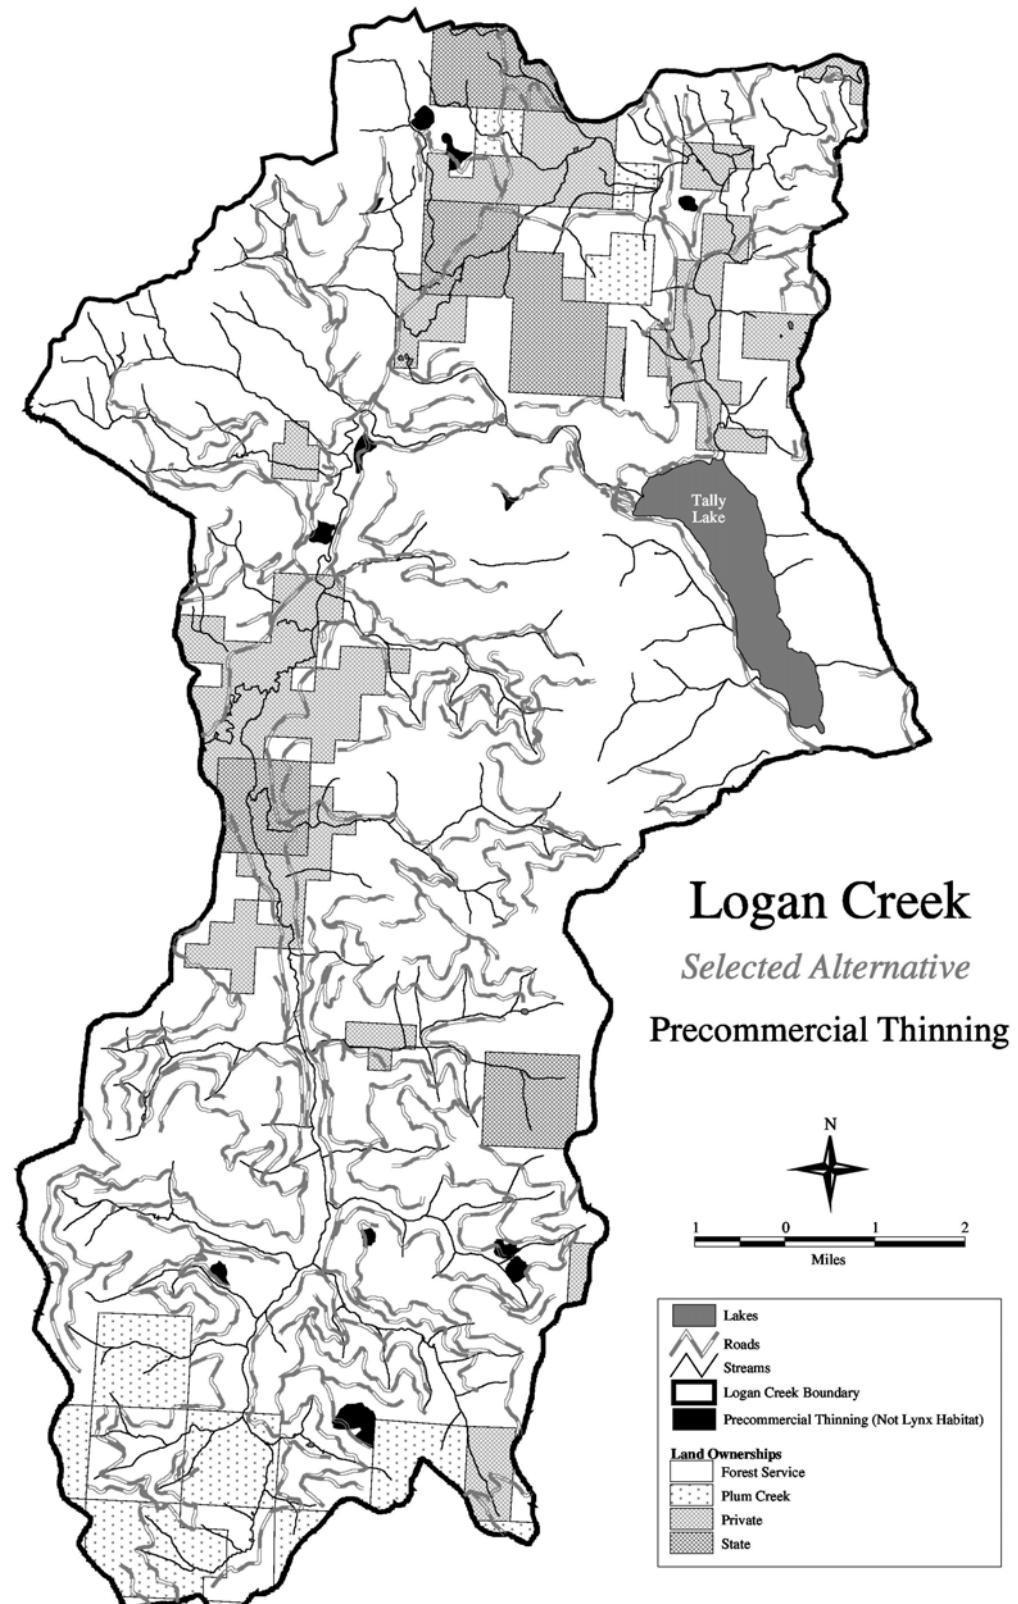 Tally
Lake
Logan Creek
Selected Alternative
Precommercial Thinning
N
1 0 1 2
Miles
Lakes
Roads
Streams
Logan Creek Boundary
Precommercial Thinning (Not Lynx Habitat)
Land Ownerships
Forest Service
Plum Creek
Private
State